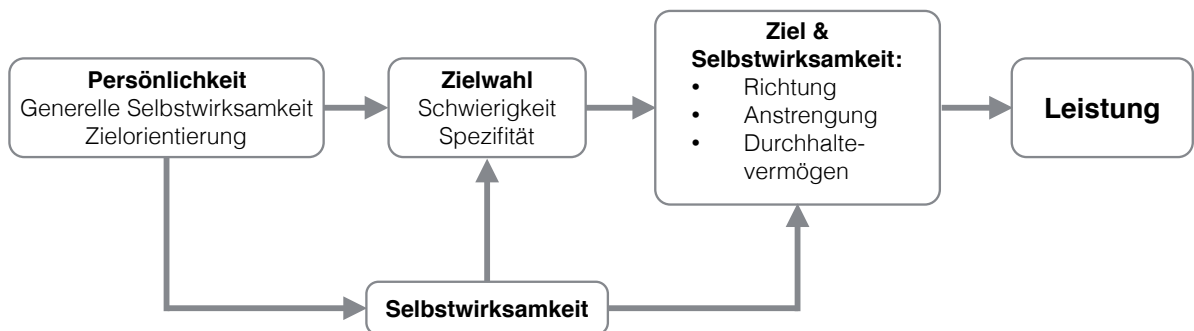 Persönlichkeit
Generelle Selbstwirksamkeit
Zielorientierung
Zielwahl
Schwierigkeit
Spezifität
Ziel &
Selbstwirksamkeit:
• Richtung
• Anstrengung
• Durchhalte-
vermögen
Leistung
Selbstwirksamkeit